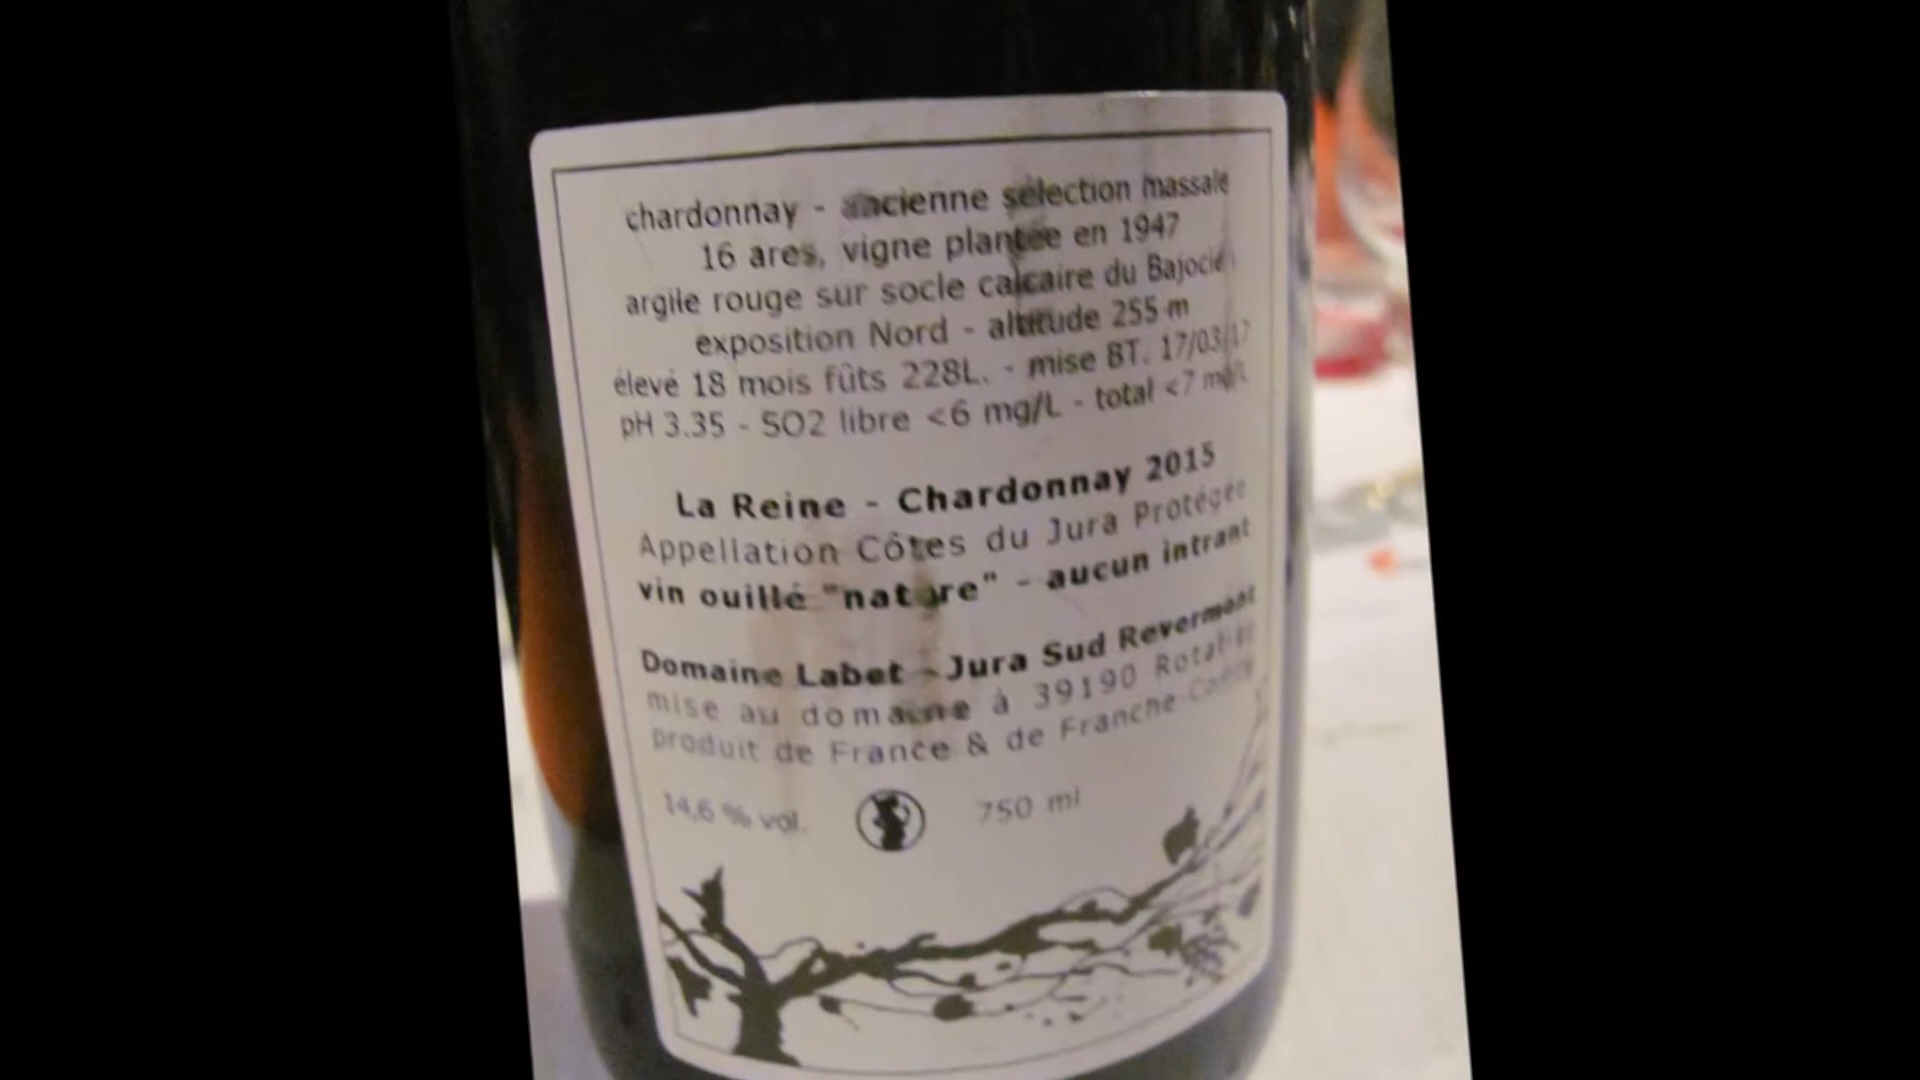 chardonnay - ancienne sélection massale
16 ares, vigne plantée en 1947
argile rouge sur socle calcaire du Bajocien
exposition Nord - altitude 255 m
élevé 18 mois fûts 228L. - mise BT. 17/03/17
pH 3.35 - SO2 libre <6 mg/L - total <7 mg/L
La Reine - Chardonnay 2015
Appellation Côtes du Jura Protégée
vin ouillé "nature" - aucun intrant
Domaine Labet - Jura Sud Revermont
mise au domaine à 39190 Rotalier
produit de France & de Franche-Comté
14,6 % vol. 750 ml